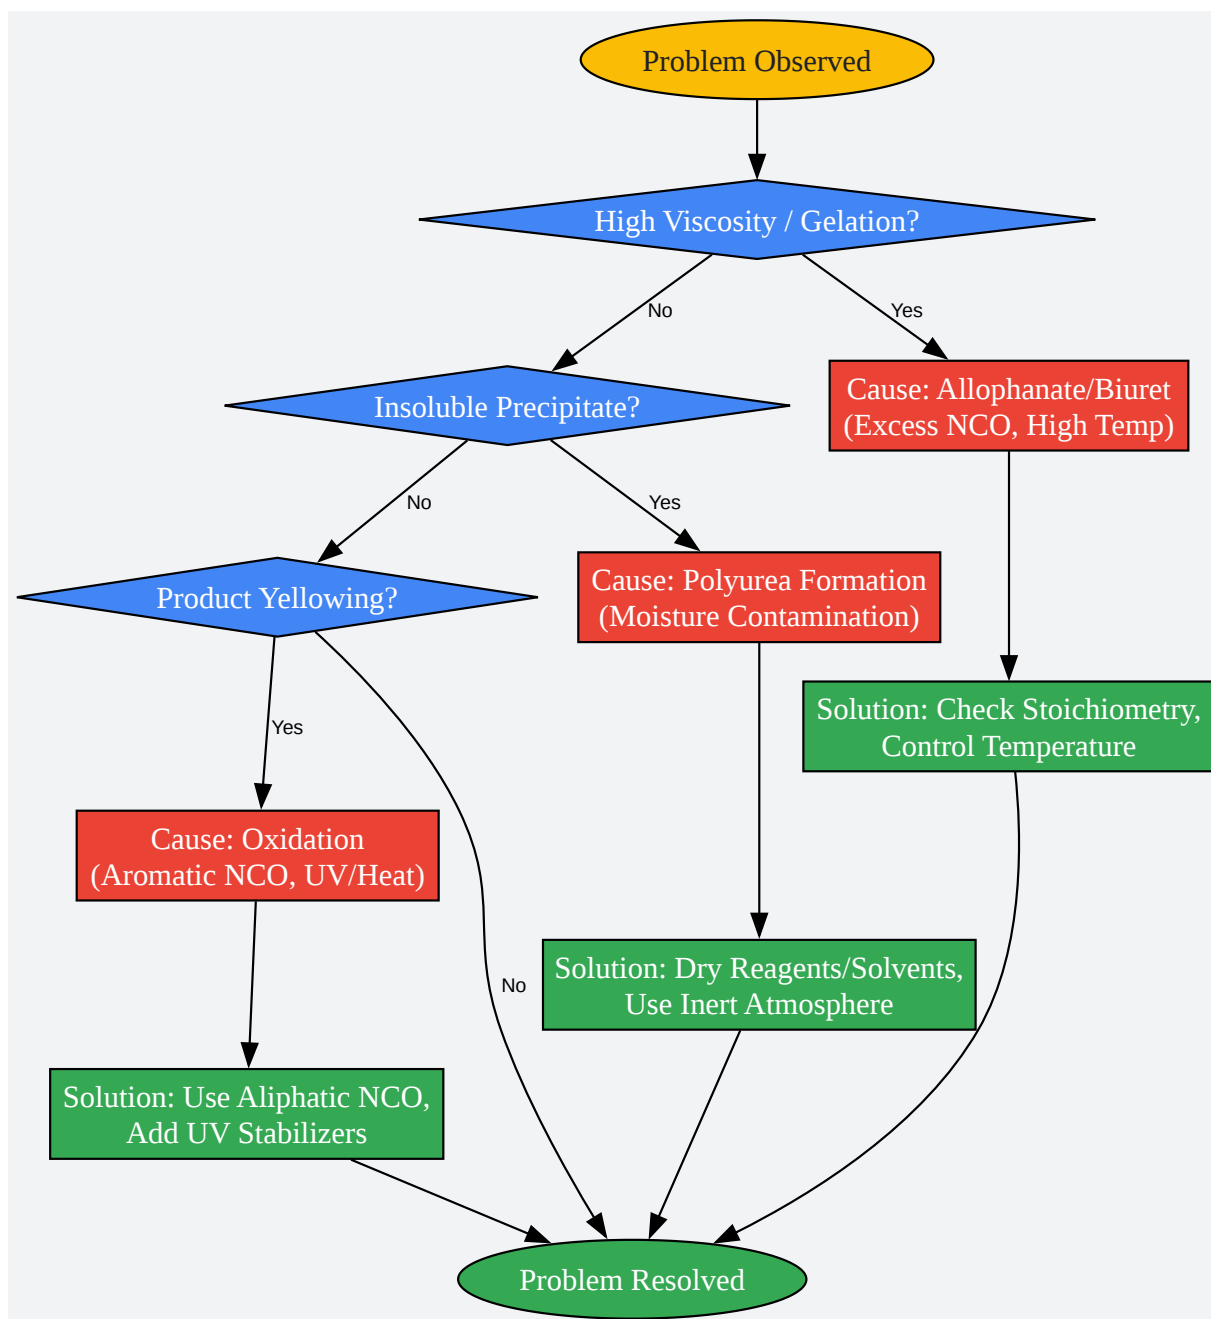 Problem Observed
High Viscosity / Gelation?
No
Yes
Insoluble Precipitate?
Cause: Allophanate/Biuret
(Excess NCO, High Temp)
No
Yes
Product Yellowing?
Cause: Polyurea Formation
(Moisture Contamination)
Solution: Check Stoichiometry,
Control Temperature
Yes
Cause: Oxidation
(Aromatic NCO, UV/Heat)
No
Solution: Dry Reagents/Solvents,
Use Inert Atmosphere
Solution: Use Aliphatic NCO,
Add UV Stabilizers
Problem Resolved